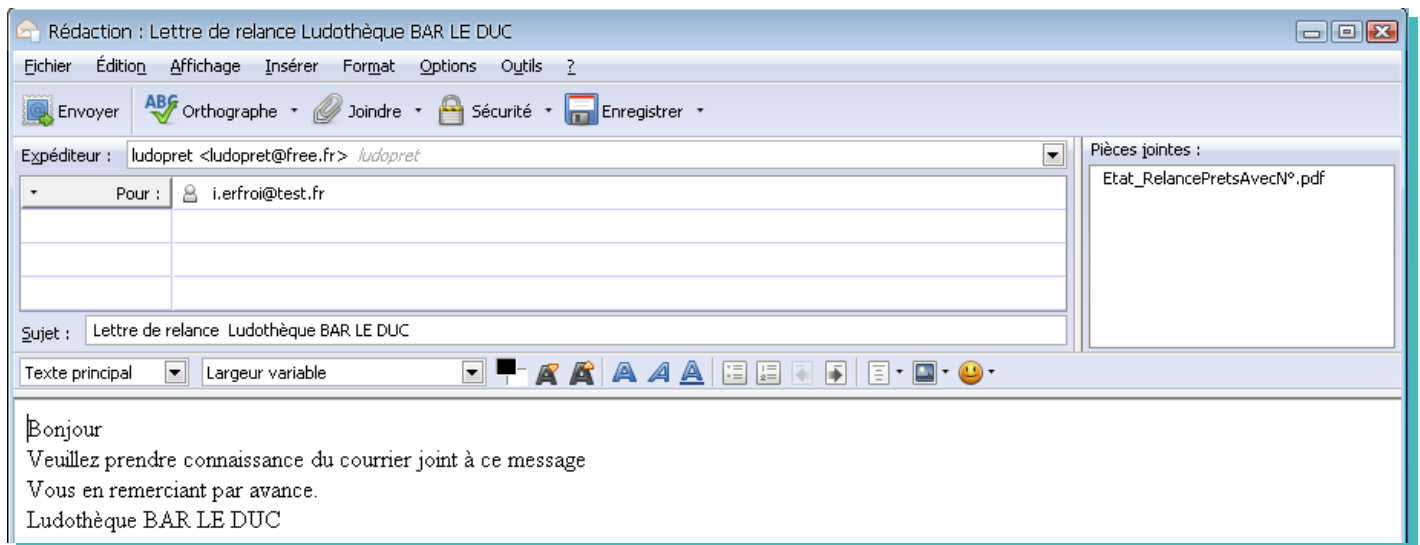 Rédaction : Lettre de relance Ludothèque BAR LE DUC
Fichier Édition Affichage Insérer Format Options Outils ?
Envoyer ABC Orthographe Joindre Sécurité Enregistrer
Expéditeur : ludopret <ludopret@free.fr> ludopret
Pièces jointes :
Etat_RelancePretsAvecN°.pdf
Pour : i.erfroi@test.fr
Sujet : Lettre de relance Ludothèque BAR LE DUC
Texte principal Largeur variable
Bonjour
Veuillez prendre connaissance du courrier joint à ce message
Vous en remerciant par avance.
Ludothèque BAR LE DUC